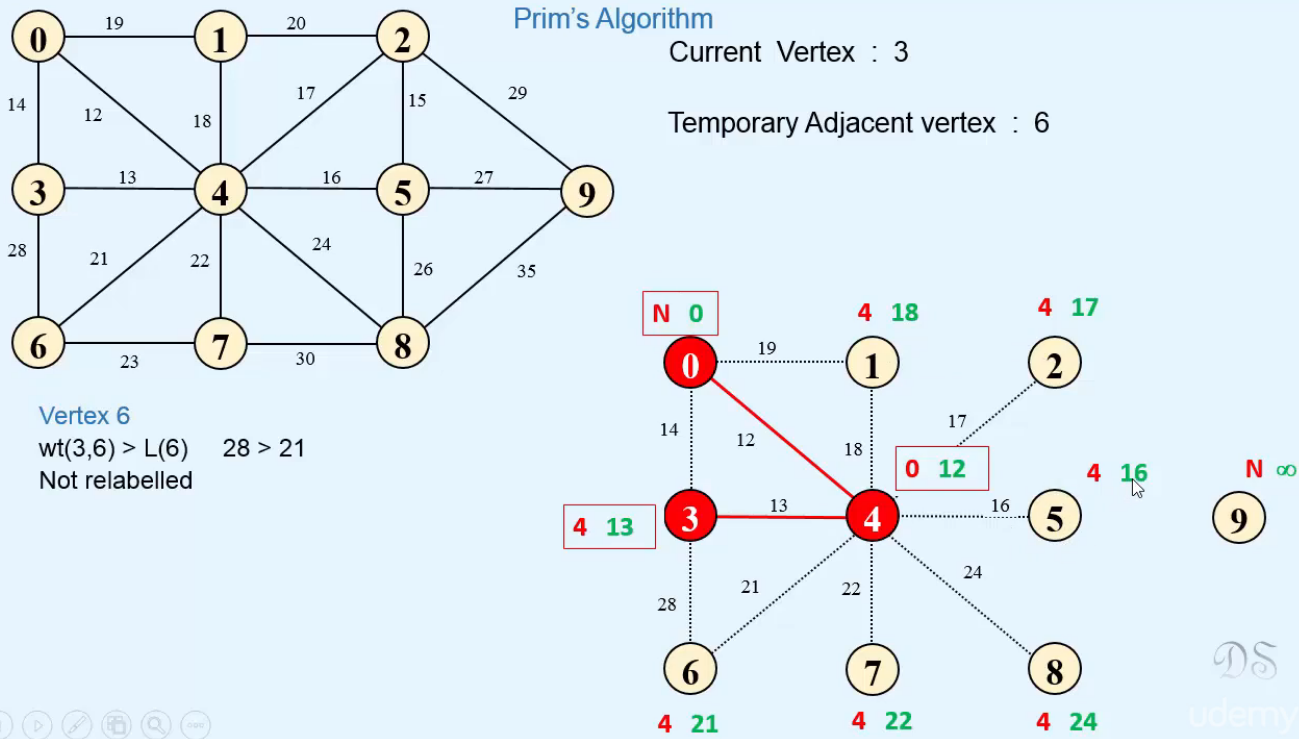 Prim's Algorithm
Current Vertex : 3
Temporary Adjacent vertex : 6
0 19 1 20 2
14 12 18 17 15 29
3 13 4 16 5 27 9
28 21 22 24 26 35
6 23 7 30 8
Vertex 6
wt(3,6) > L(6) 28 > 21
Not relabelled
N 0 4 18 4 17
0 19 1 2
14 12 18 17
0 12 4 16 N ∞
4 13 3 13 4 16 5 9
28 21 22 24
6 7 8
4 21 4 22 4 24
DS
udemy